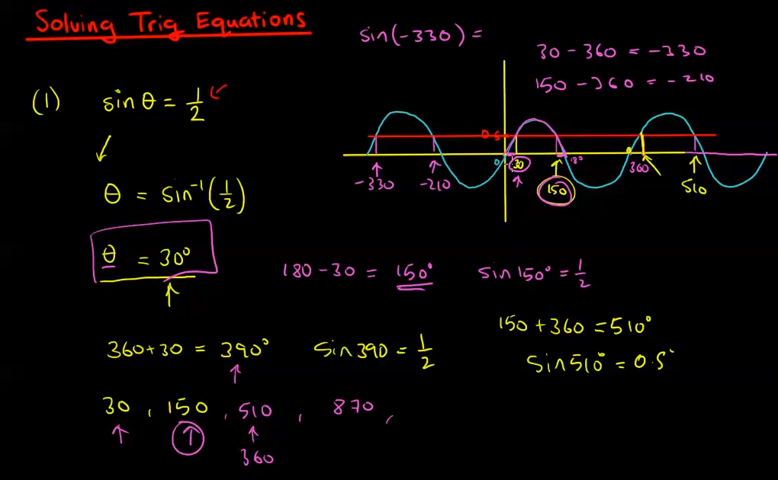 Solving Trig Equations
sin(-330) =
30 - 360 = -330
150 - 360 = -210
(1) sin θ = 1/2
0.5
0 30 150 180° 360 510
-330 -210
θ = sin⁻¹(1/2)
θ = 30°
180 - 30 = 150° sin 150° = 1/2
150 + 360 = 510°
360 + 30 = 390° sin 390 = 1/2
sin 510° = 0.5
30 , 150 , 510 , 870 ,
360